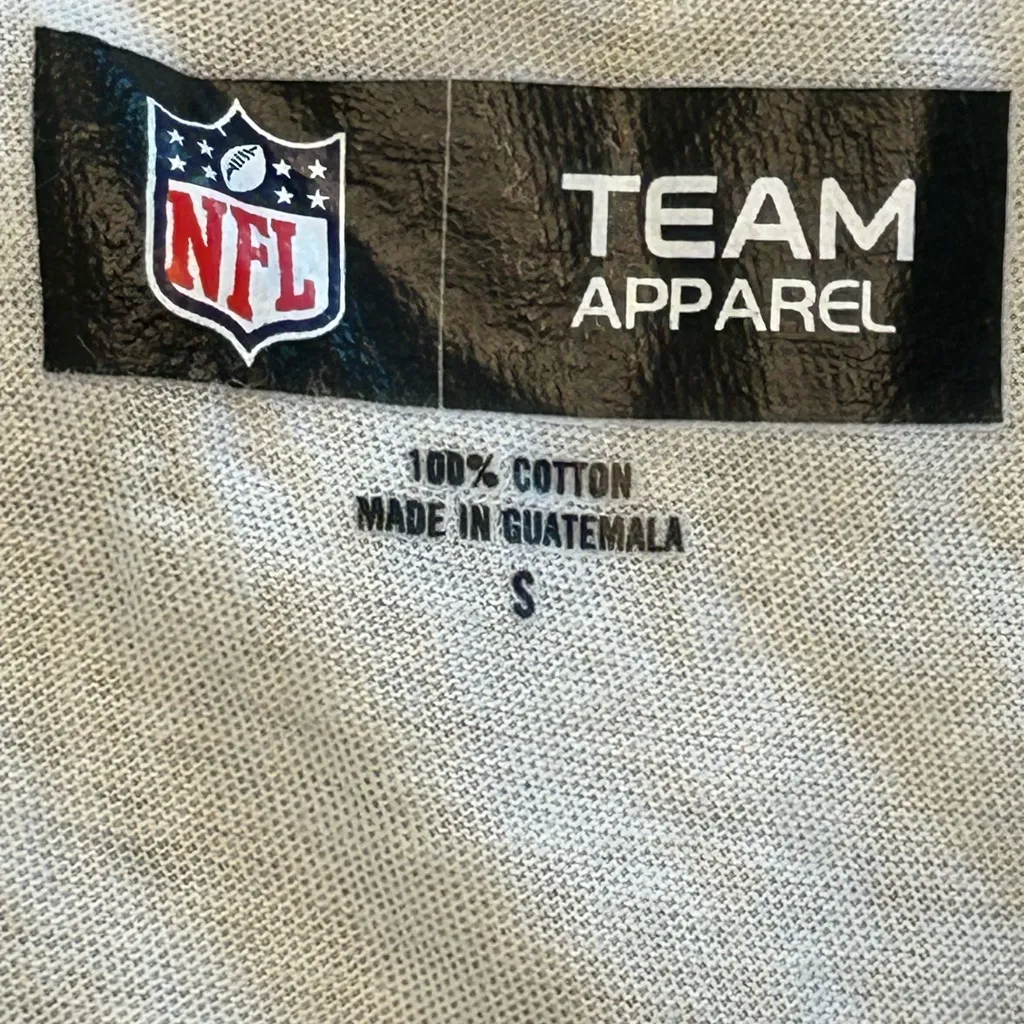 NFL
TEAM
APPAREL
100% COTTON
MADE IN GUATEMALA
S